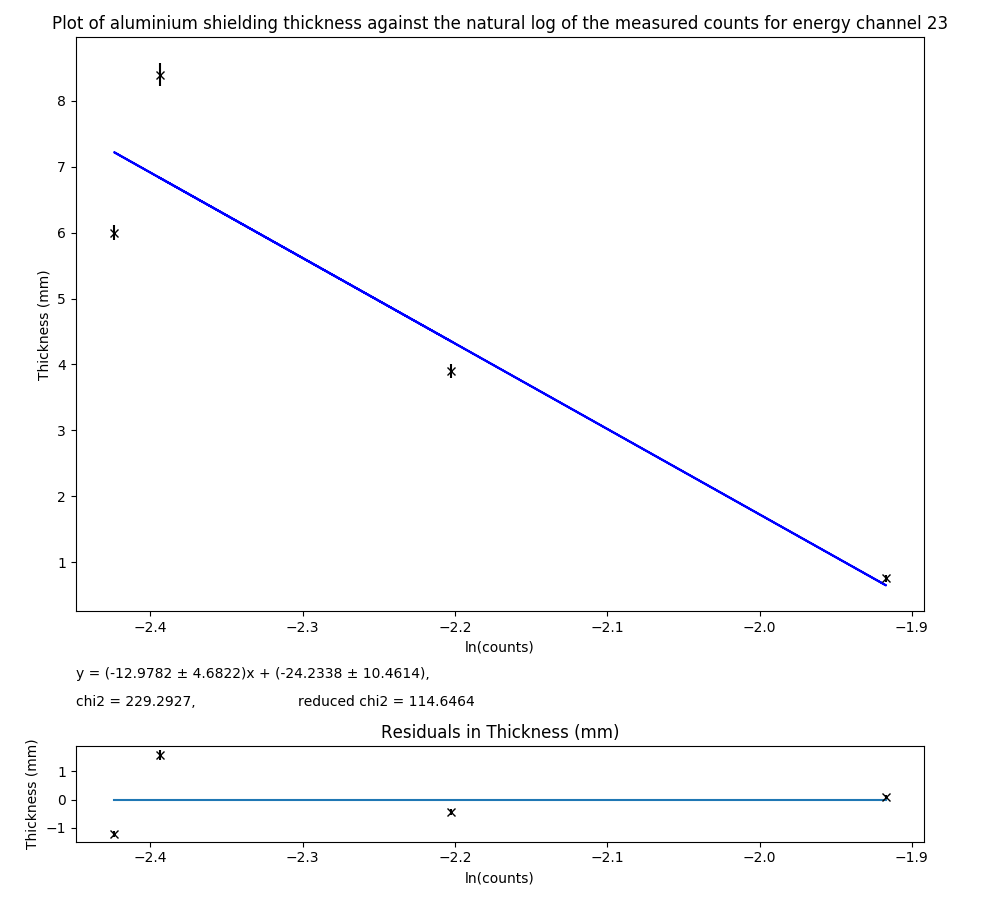 Plot of aluminium shielding thickness against the natural log of the measured counts for energy channel 23
8
7
6
5
4
3
2
1
Thickness (mm)
−2.4 −2.3 −2.2 −2.1 −2.0 −1.9
ln(counts)
y = (-12.9782 ± 4.6822)x + (-24.2338 ± 10.4614),
chi2 = 229.2927, reduced chi2 = 114.6464
Residuals in Thickness (mm)
1
0
−1
Thickness (mm)
−2.4 −2.3 −2.2 −2.1 −2.0 −1.9
ln(counts)